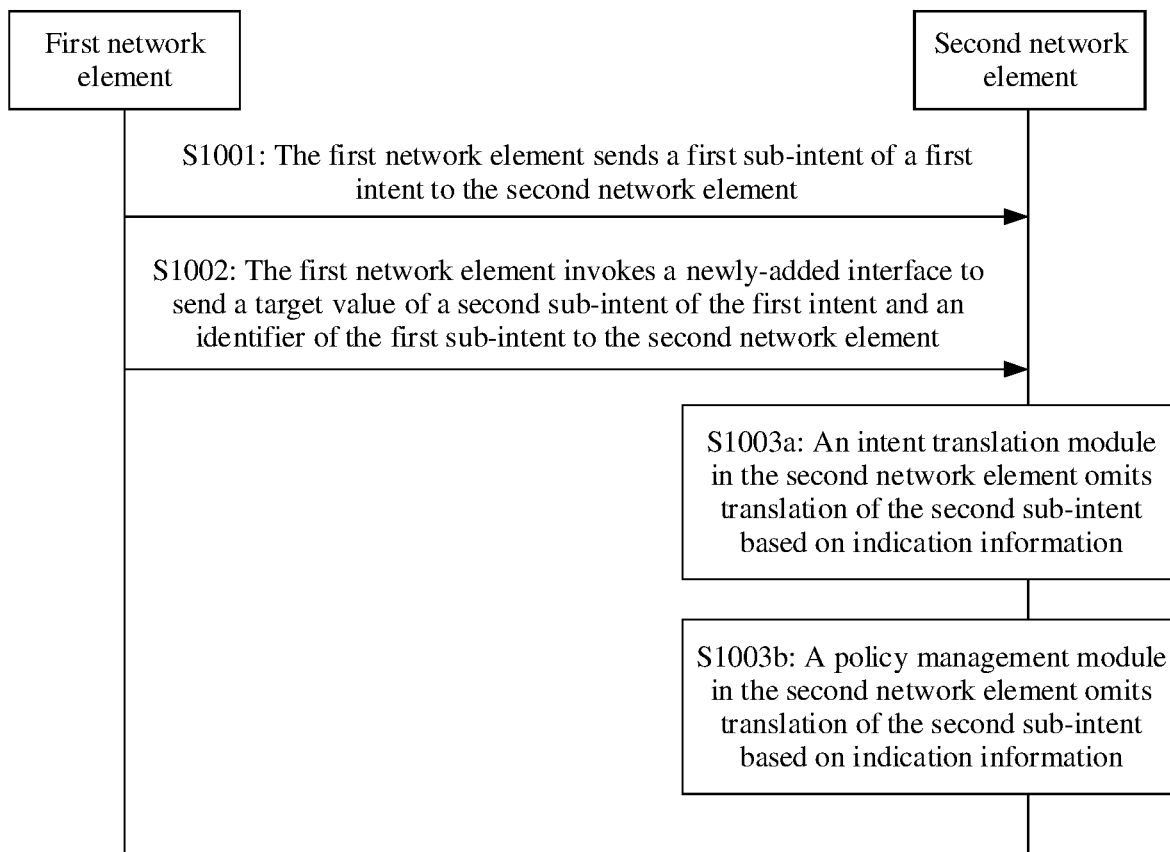 First network
element
Second network
element
S1001: The first network element sends a first sub-intent of a first
intent to the second network element
S1002: The first network element invokes a newly-added interface to
send a target value of a second sub-intent of the first intent and an
identifier of the first sub-intent to the second network element
S1003a: An intent translation module
in the second network element omits
translation of the second sub-intent
based on indication information
S1003b: A policy management module
in the second network element omits
translation of the second sub-intent
based on indication information